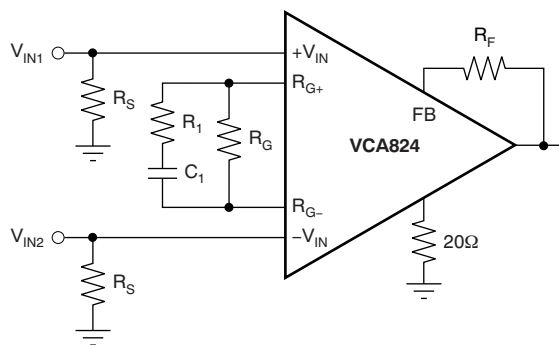 V_IN1
+V_IN
R_F
R_S
R_G+
R_1
R_G
FB
VCA824
C_1
R_G−
V_IN2
−V_IN
20Ω
R_S